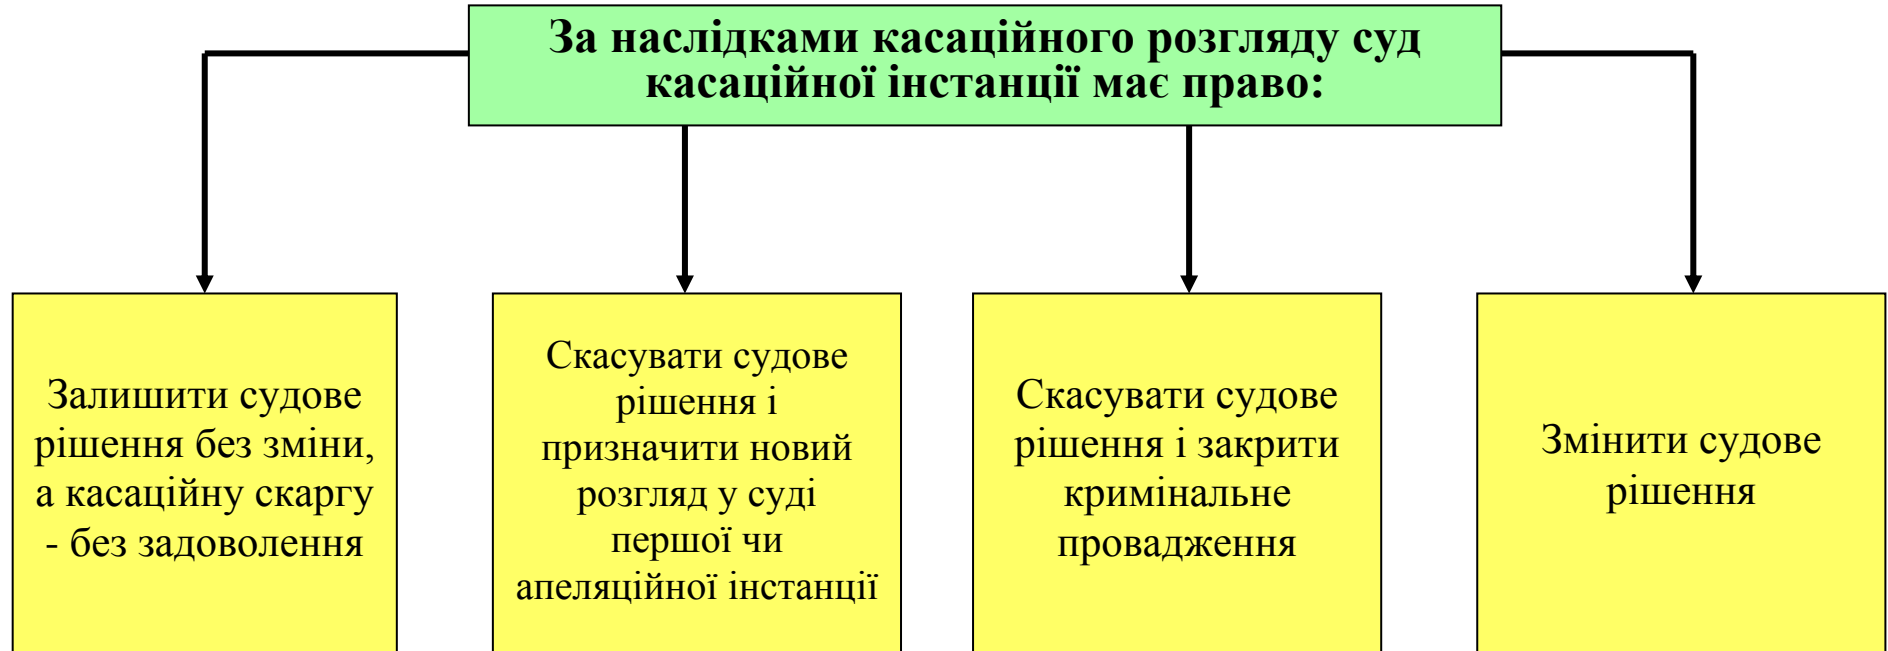 За наслідками касаційного розгляду суд
касаційної інстанції має право:
Залишити судове
рішення без зміни,
а касаційну скаргу
- без задоволення
Скасувати судове
рішення і
призначити новий
розгляд у суді
першої чи
апеляційної інстанції
Скасувати судове
рішення і закрити
кримінальне
провадження
Змінити судове
рішення